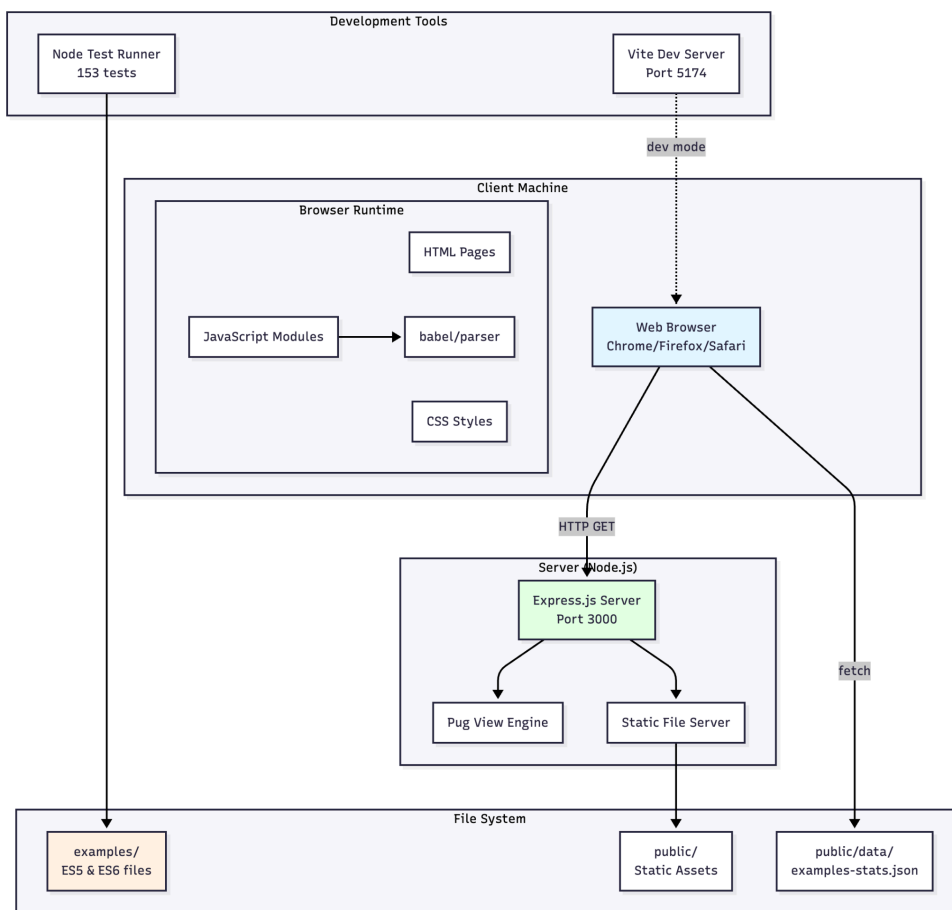 Development Tools
Node Test Runner
153 tests
Vite Dev Server
Port 5174
dev mode
Client Machine
Browser Runtime
HTML Pages
JavaScript Modules
babel/parser
CSS Styles
Web Browser
Chrome/Firefox/Safari
HTTP GET
Server (Node.js)
Express.js Server
Port 3000
Pug View Engine
Static File Server
fetch
File System
examples/
ES5 & ES6 files
public/
Static Assets
public/data/
examples-stats.json